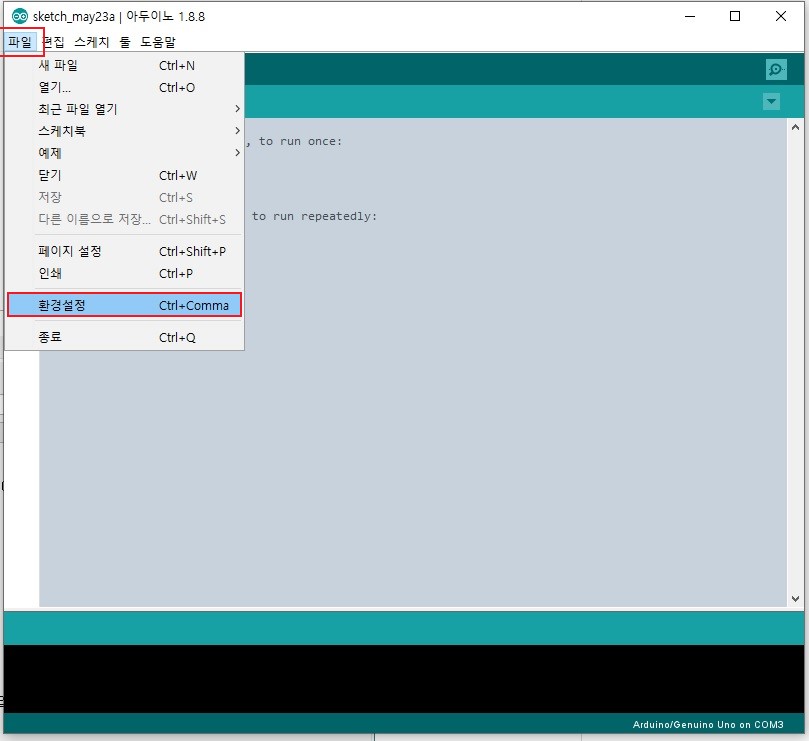 sketch_may23a | 아두이노 1.8.8
파일 편집 스케치 툴 도움말
새 파일 Ctrl+N
열기... Ctrl+O
최근 파일 열기
스케치북
예제
닫기 Ctrl+W
저장 Ctrl+S
다른 이름으로 저장... Ctrl+Shift+S
페이지 설정 Ctrl+Shift+P
인쇄 Ctrl+P
환경설정 Ctrl+Comma
종료 Ctrl+Q
, to run once:
to run repeatedly:
Arduino/Genuino Uno on COM3